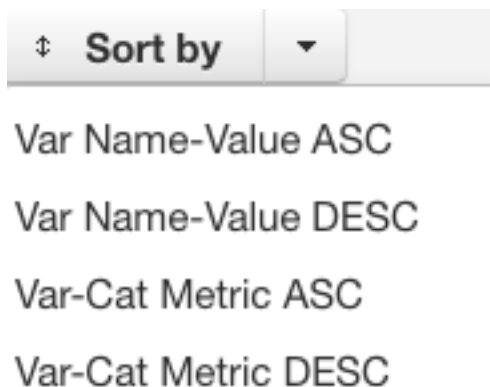 Sort by
Var Name-Value ASC
Var Name-Value DESC
Var-Cat Metric ASC
Var-Cat Metric DESC